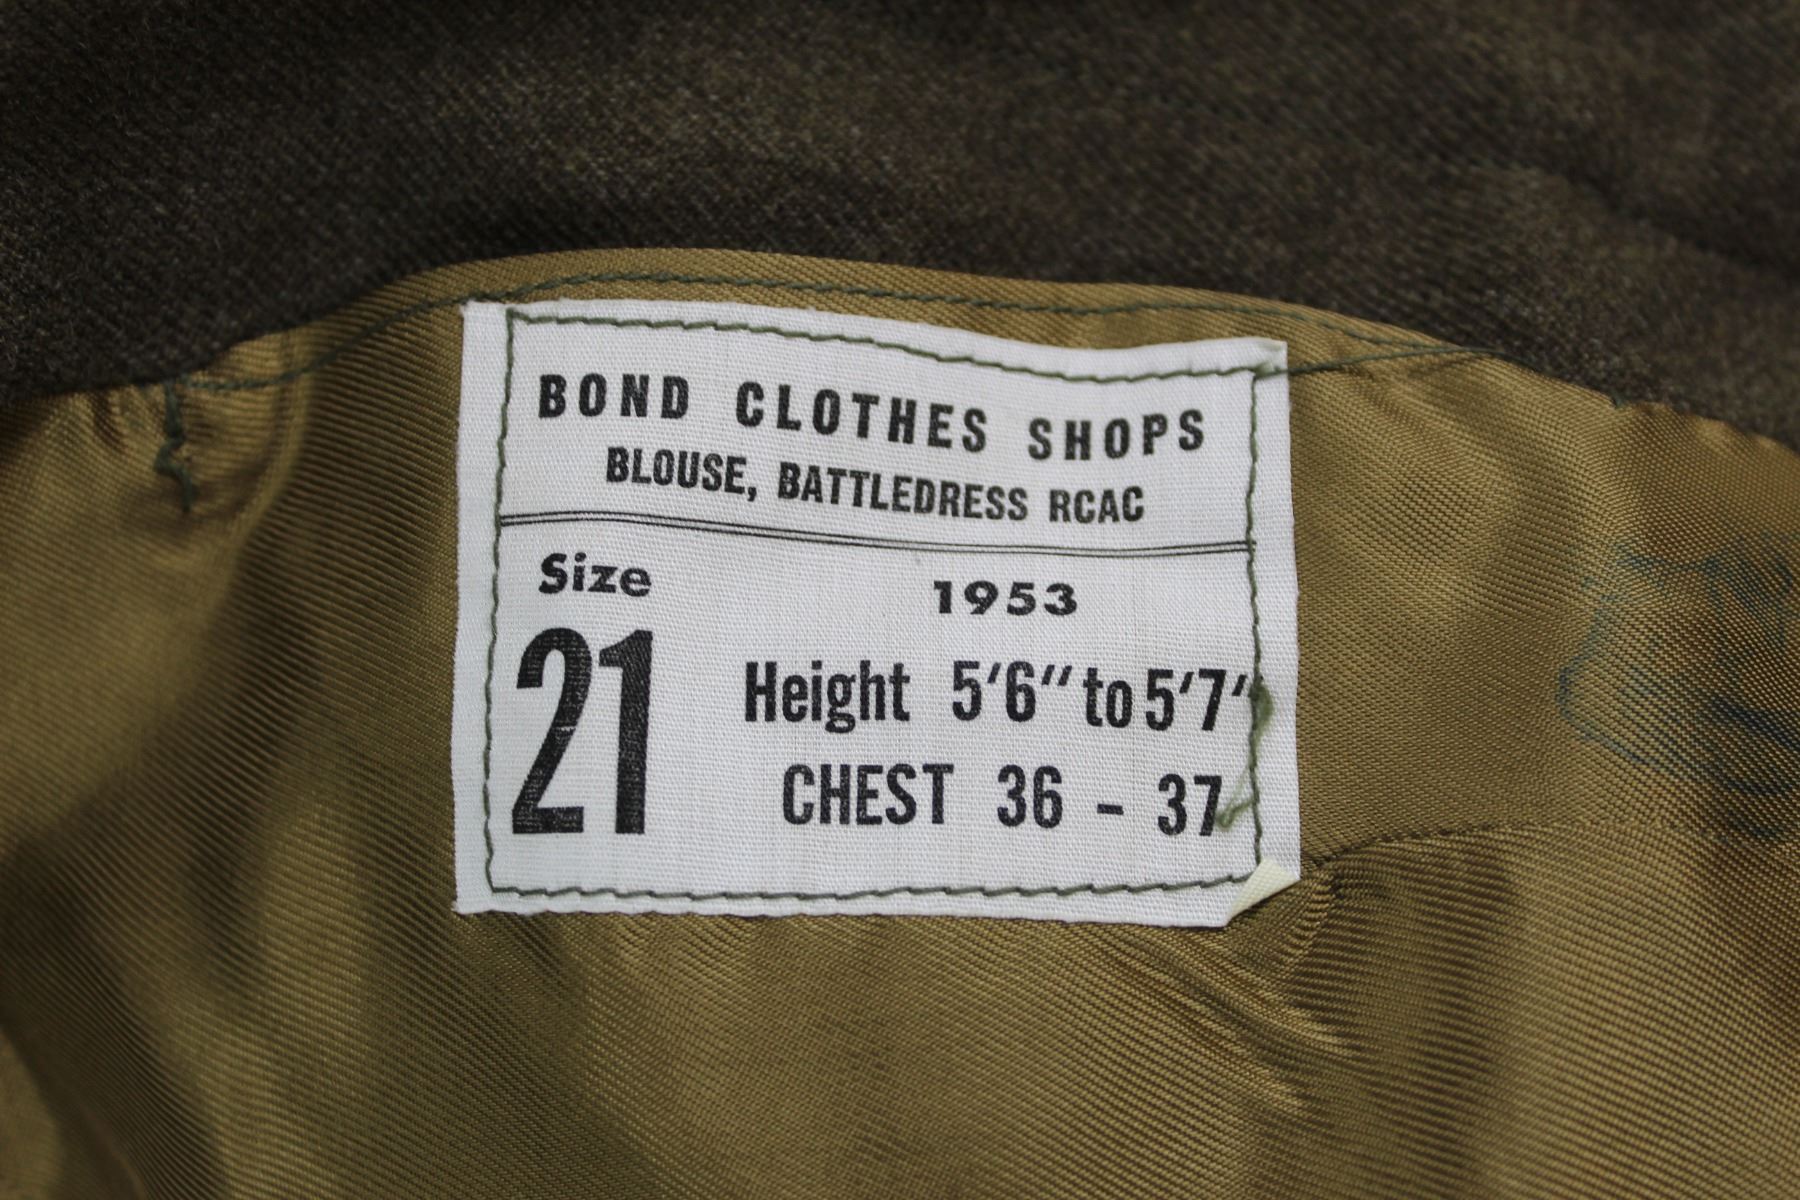 BOND CLOTHES SHOPS
BLOUSE, BATTLEDRESS RCAC
Size 1953
21
Height 5'6" to 5'7"
CHEST 36 - 37